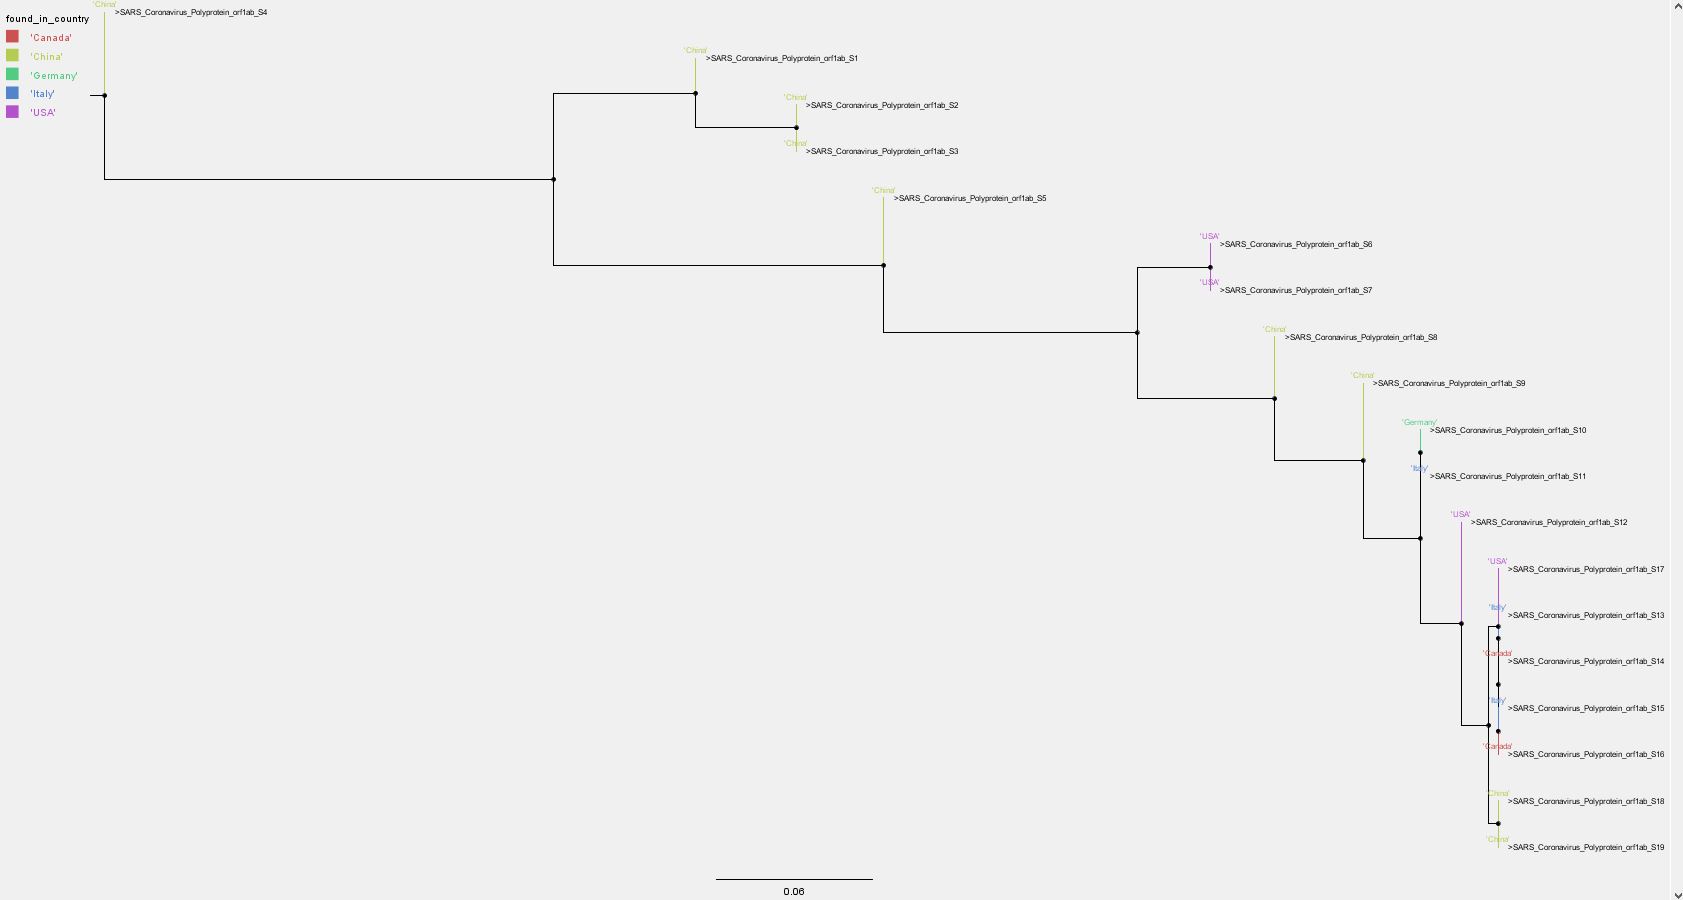 found_in_country
'Canada'
'China'
'Germany'
'Italy'
'USA'
'China'
>SARS_Coronavirus_Polyprotein_orf1ab_S4
'China'
>SARS_Coronavirus_Polyprotein_orf1ab_S1
'China'
>SARS_Coronavirus_Polyprotein_orf1ab_S2
'China'
>SARS_Coronavirus_Polyprotein_orf1ab_S3
'China'
>SARS_Coronavirus_Polyprotein_orf1ab_S5
'USA'
>SARS_Coronavirus_Polyprotein_orf1ab_S6
'USA'
>SARS_Coronavirus_Polyprotein_orf1ab_S7
'China'
>SARS_Coronavirus_Polyprotein_orf1ab_S8
'China'
>SARS_Coronavirus_Polyprotein_orf1ab_S9
'Germany'
>SARS_Coronavirus_Polyprotein_orf1ab_S10
'Italy'
>SARS_Coronavirus_Polyprotein_orf1ab_S11
'USA'
>SARS_Coronavirus_Polyprotein_orf1ab_S12
'USA'
>SARS_Coronavirus_Polyprotein_orf1ab_S17
'Italy'
>SARS_Coronavirus_Polyprotein_orf1ab_S13
'Canada'
>SARS_Coronavirus_Polyprotein_orf1ab_S14
'Italy'
>SARS_Coronavirus_Polyprotein_orf1ab_S15
'Canada'
>SARS_Coronavirus_Polyprotein_orf1ab_S16
'China'
>SARS_Coronavirus_Polyprotein_orf1ab_S18
'China'
>SARS_Coronavirus_Polyprotein_orf1ab_S19
0.06